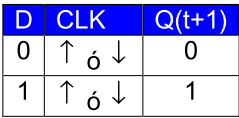 D CLK Q(t+1)
0 ↑ ó ↓ 0
1 ↑ ó ↓ 1